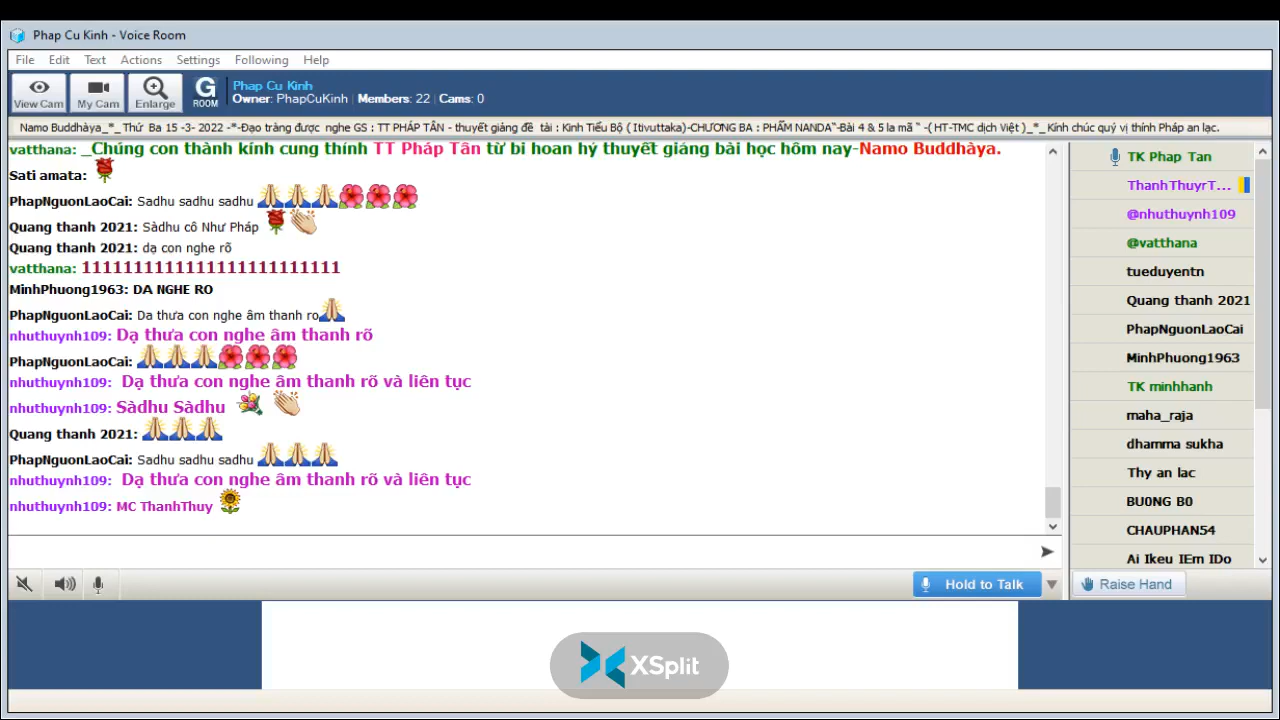 Phap Cu Kinh - Voice Room
File Edit Text Actions Settings Following Help
View Cam My Cam Enlarge G ROOM
Phap Cu Kinh
Owner: PhapCuKinh | Members: 22 | Cams: 0
Namo Buddhàya_*_Thứ Ba 15 -3- 2022 -*-Đạo tràng được nghe GS : TT PHÁP TÂN - thuyết giảng đề tài : Kinh Tiểu Bộ ( Itivuttaka)-CHƯƠNG BA : PHẨM NANDA"-Bài 4 & 5 la mã " -( HT-TMC dịch Việt )_*_ Kính chúc quý vị thính Pháp an lạc.
vatthana: _Chúng con thành kính cung thỉnh TT Pháp Tân từ bi hoan hỷ thuyết giảng bài học hôm nay-Namo Buddhàya.
Sati amata:
PhapNguonLaoCai: Sadhu sadhu sadhu
Quang thanh 2021: Sàdhu cô Như Pháp
Quang thanh 2021: dạ con nghe rõ
vatthana: 1111111111111111111111111
MinhPhuong1963: DA NGHE RO
PhapNguonLaoCai: Da thưa con nghe âm thanh ro
nhuthuynh109: Dạ thưa con nghe âm thanh rõ
PhapNguonLaoCai:
nhuthuynh109: Dạ thưa con nghe âm thanh rõ và liên tục
nhuthuynh109: Sàdhu Sàdhu
Quang thanh 2021:
PhapNguonLaoCai: Sadhu sadhu sadhu
nhuthuynh109: Dạ thưa con nghe âm thanh rõ và liên tục
nhuthuynh109: MC ThanhThuy
TK Phap Tan
ThanhThuyrT...
@nhuthuynh109
@vatthana
tueduyentn
Quang thanh 2021
PhapNguonLaoCai
MinhPhuong1963
TK minhhanh
maha_raja
dhamma sukha
Thy an lac
BU0NG B0
CHAUPHAN54
Ai Ikeu IEm IDo
Hold to Talk
Raise Hand
XSplit